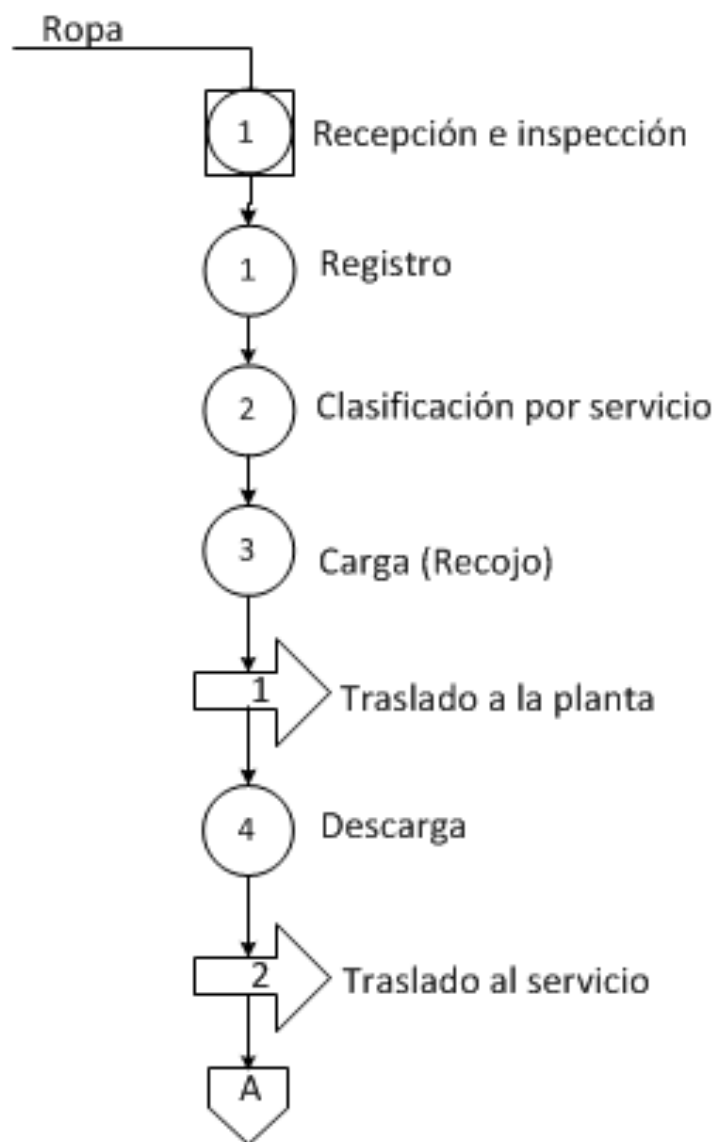 Ropa
1 Recepción e inspección
1 Registro
2 Clasificación por servicio
3 Carga (Recojo)
1 Traslado a la planta
4 Descarga
2 Traslado al servicio
A